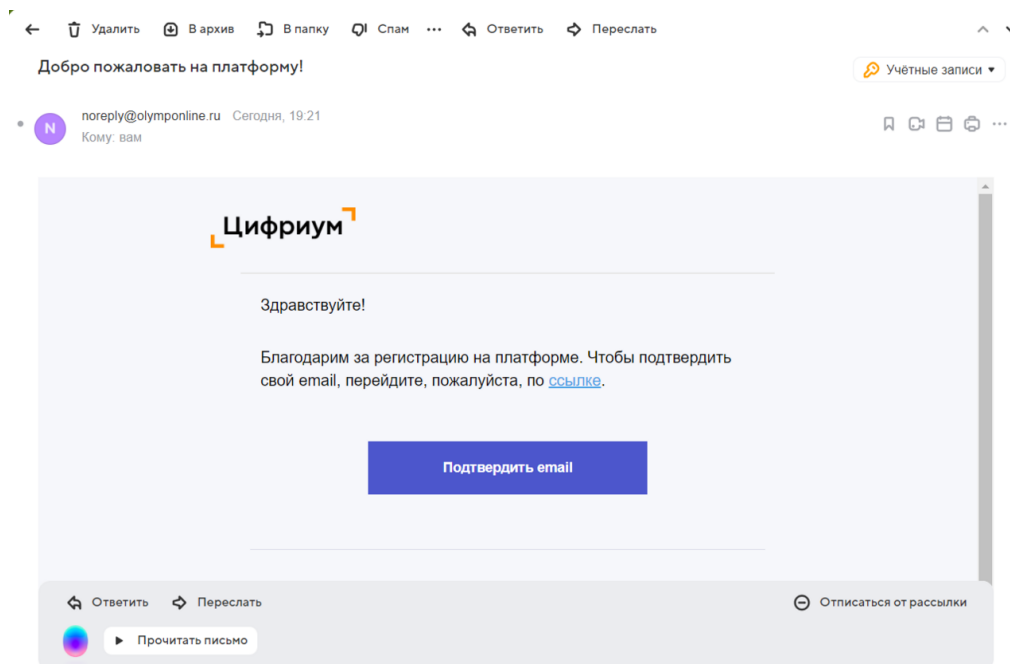 Удалить В архив В папку Спам Ответить Переслать
Добро пожаловать на платформу!
Учётные записи
N
noreply@olymponline.ru Сегодня, 19:21
Кому: вам
Цифриум
Здравствуйте!
Благодарим за регистрацию на платформе. Чтобы подтвердить
свой email, перейдите, пожалуйста, по ссылке.
Подтвердить email
Ответить Переслать Отписаться от рассылки
Прочитать письмо